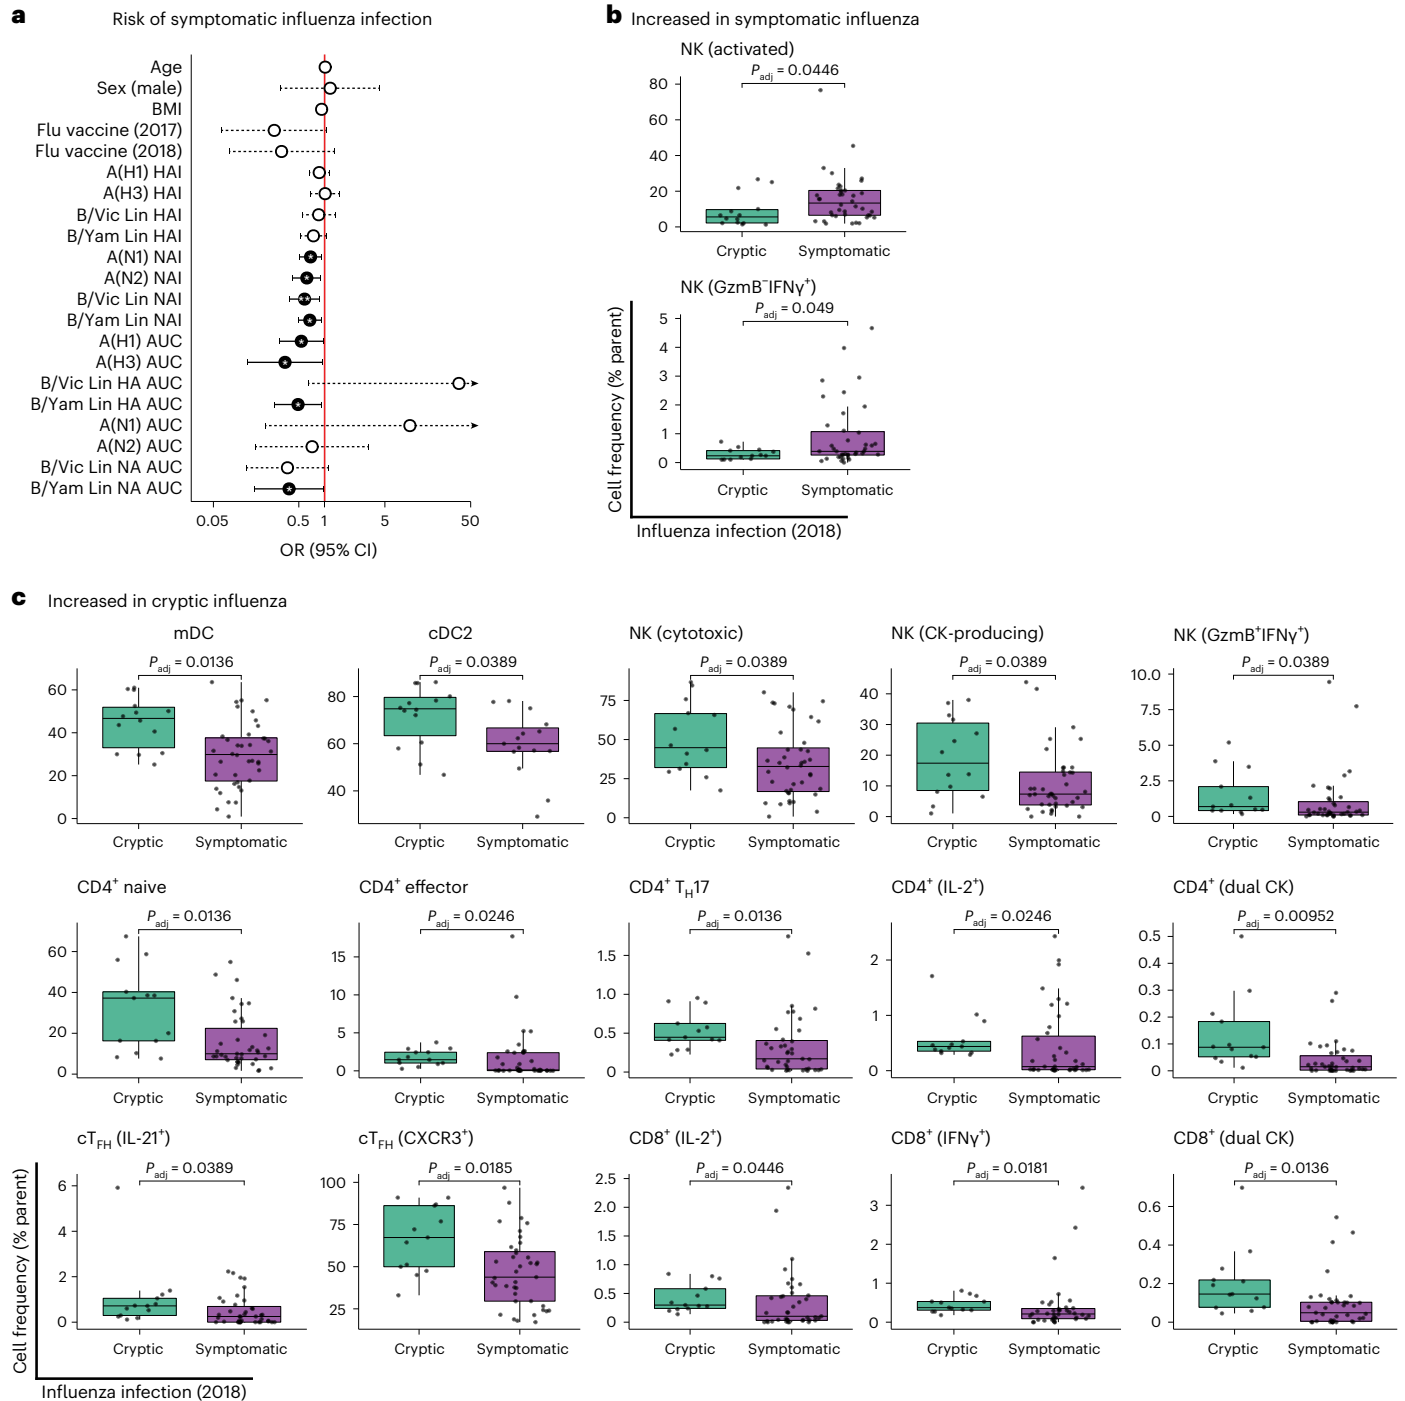 a Risk of symptomatic influenza infection
Age
Sex (male)
BMI
Flu vaccine (2017)
Flu vaccine (2018)
A(H1) HAI
A(H3) HAI
B/Vic Lin HAI
B/Yam Lin HAI
A(N1) NAI
A(N2) NAI
B/Vic Lin NAI
B/Yam Lin NAI
A(H1) AUC
A(H3) AUC
B/Vic Lin HA AUC
B/Yam Lin HA AUC
A(N1) AUC
A(N2) AUC
B/Vic Lin NA AUC
B/Yam Lin NA AUC
0.05 0.5 1 5 50
OR (95% CI)
b Increased in symptomatic influenza
NK (activated)
Padj = 0.0446
80
60
40
20
0
Cryptic Symptomatic
NK (GzmB⁻IFNγ⁺)
Padj = 0.049
5
4
3
2
1
0
Cryptic Symptomatic
Cell frequency (% parent)
Influenza infection (2018)
c Increased in cryptic influenza
mDC
Padj = 0.0136
60
40
20
0
Cryptic Symptomatic
cDC2
Padj = 0.0389
80
60
40
Cryptic Symptomatic
NK (cytotoxic)
Padj = 0.0389
75
50
25
0
Cryptic Symptomatic
NK (CK-producing)
Padj = 0.0389
40
30
20
10
0
Cryptic Symptomatic
NK (GzmB⁺IFNγ⁺)
Padj = 0.0389
10.0
5.0
2.5
0
Cryptic Symptomatic
CD4⁺ naive
Padj = 0.0136
60
40
20
0
Cryptic Symptomatic
CD4⁺ effector
Padj = 0.0246
15
10
5
0
Cryptic Symptomatic
CD4⁺ TH17
Padj = 0.0136
1.5
1.0
0.5
0
Cryptic Symptomatic
CD4⁺ (IL-2⁺)
Padj = 0.0246
2
1
0
Cryptic Symptomatic
CD4⁺ (dual CK)
Padj = 0.00952
0.5
0.4
0.3
0.2
0.1
0
Cryptic Symptomatic
cTFH (IL-21⁺)
Padj = 0.0389
6
4
2
0
Cryptic Symptomatic
cTFH (CXCR3⁺)
Padj = 0.0185
100
75
50
25
Cryptic Symptomatic
CD8⁺ (IL-2⁺)
Padj = 0.0446
2.5
2.0
1.5
1.0
0.5
0
Cryptic Symptomatic
CD8⁺ (IFNγ⁺)
Padj = 0.0181
3
2
1
0
Cryptic Symptomatic
CD8⁺ (dual CK)
Padj = 0.0136
0.6
0.4
0.2
0
Cryptic Symptomatic
Cell frequency (% parent)
Influenza infection (2018)